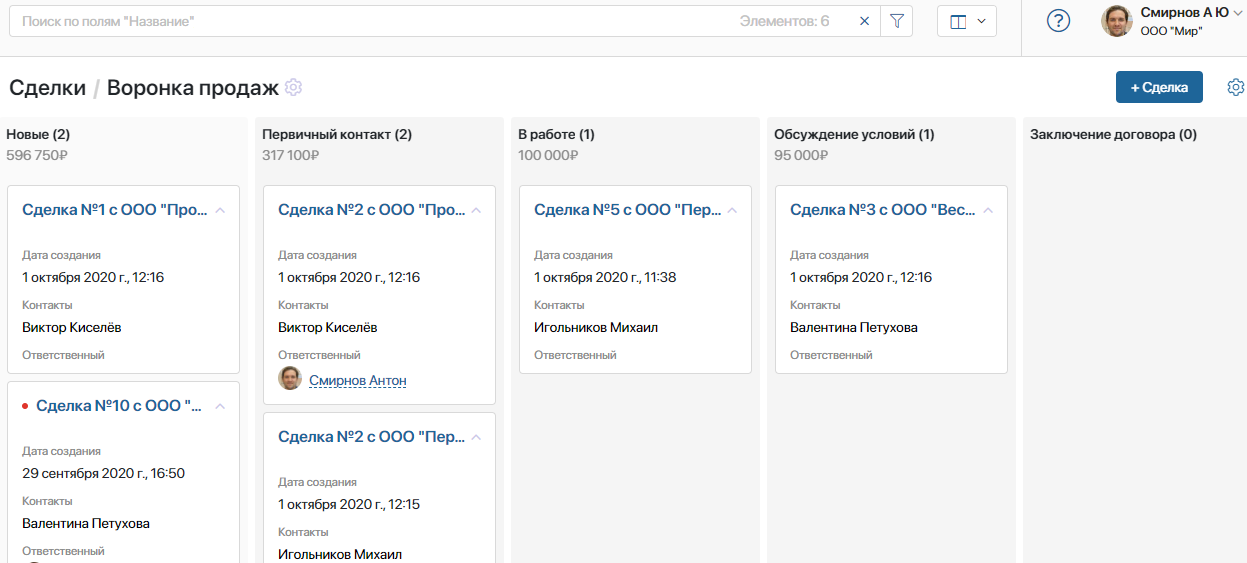 Поиск по полям "Название"
Элементов: 6
Смирнов А Ю
ООО "Мир"
Сделки / Воронка продаж
+ Сделка
Новые (2)
596 750₽
Сделка №1 с ООО "Про...
Дата создания
1 октября 2020 г., 12:16
Контакты
Виктор Киселёв
Ответственный
Сделка №10 с ООО "...
Дата создания
29 сентября 2020 г., 16:50
Контакты
Валентина Петухова
Ответственный
Первичный контакт (2)
317 100₽
Сделка №2 с ООО "Про...
Дата создания
1 октября 2020 г., 12:16
Контакты
Виктор Киселёв
Ответственный
Смирнов Антон
Сделка №2 с ООО "Пер...
Дата создания
1 октября 2020 г., 12:15
Контакты
Игольников Михаил
В работе (1)
100 000₽
Сделка №5 с ООО "Пер...
Дата создания
1 октября 2020 г., 11:38
Контакты
Игольников Михаил
Ответственный
Обсуждение условий (1)
95 000₽
Сделка №3 с ООО "Вес...
Дата создания
1 октября 2020 г., 12:16
Контакты
Валентина Петухова
Ответственный
Заключение договора (0)